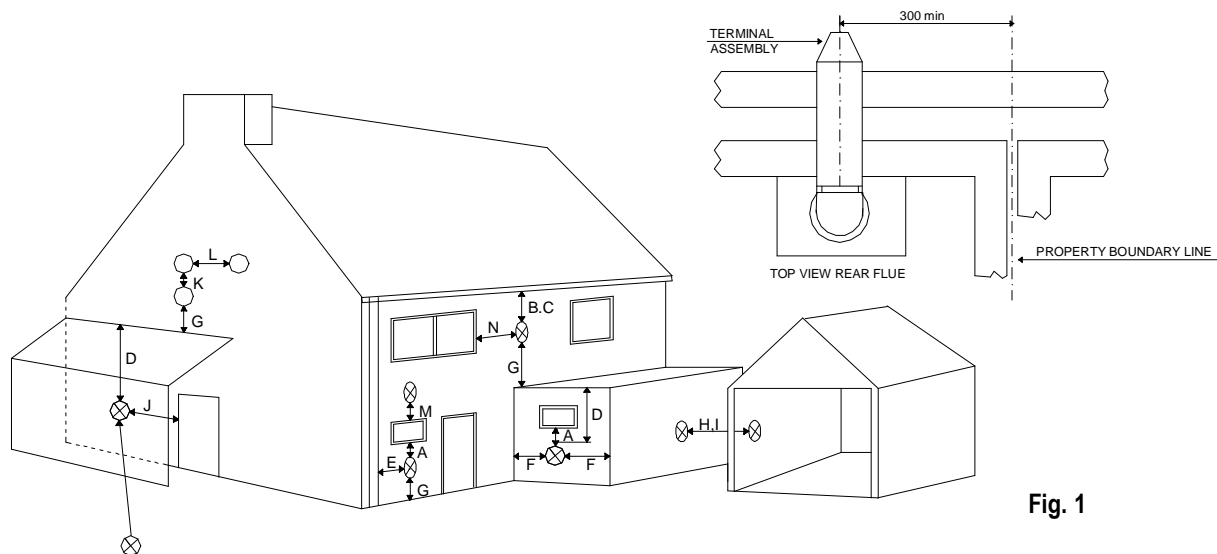 300 min
TERMINAL
ASSEMBLY
PROPERTY BOUNDARY LINE
TOP VIEW REAR FLUE
L
K
G
D
J
B.C
N
G
M
A
E
G
D
A
F
F
H.I
Fig. 1